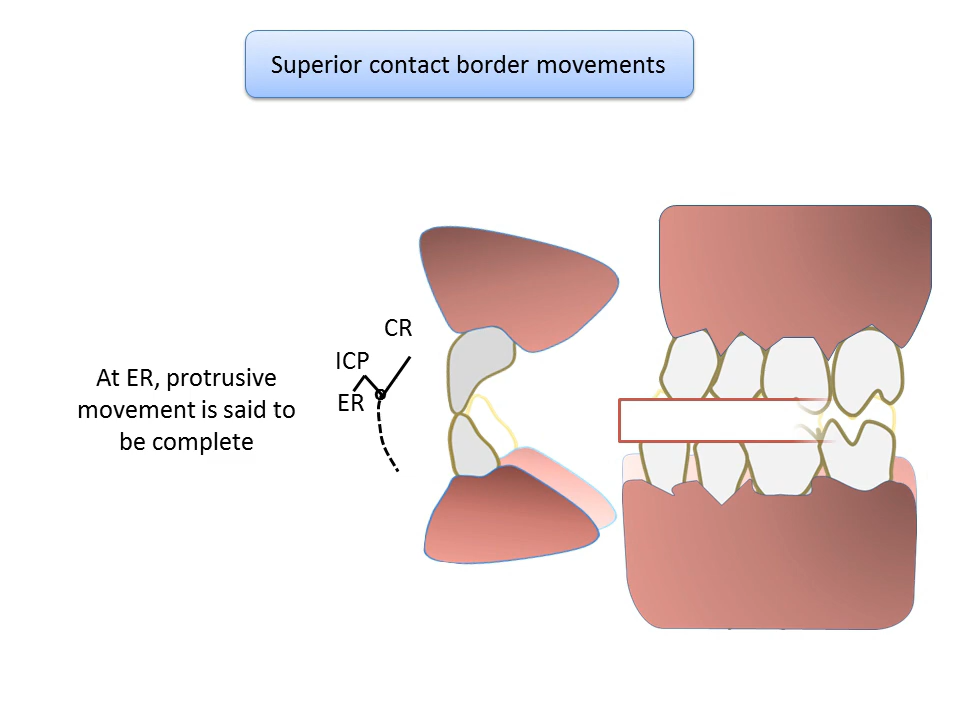 Superior contact border movements
CR
ICP
ER
At ER, protrusive
movement is said to
be complete